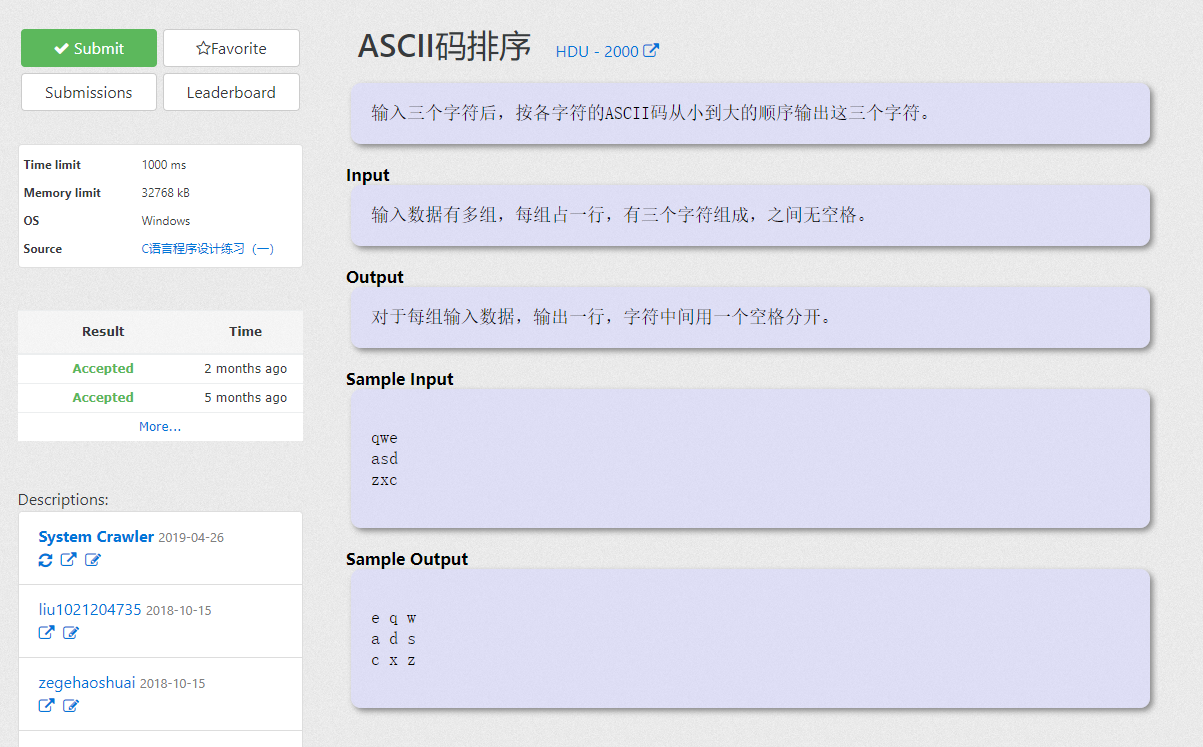 Submit
Favorite
Submissions
Leaderboard
Time limit 1000 ms
Memory limit 32768 kB
OS Windows
Source C语言程序设计练习（一）
Result Time
Accepted 2 months ago
Accepted 5 months ago
More...
Descriptions:
System Crawler 2019-04-26
liu1021204735 2018-10-15
zegehaoshuai 2018-10-15
ASCII码排序 HDU - 2000
输入三个字符后，按各字符的ASCII码从小到大的顺序输出这三个字符。
Input
输入数据有多组，每组占一行，有三个字符组成，之间无空格。
Output
对于每组输入数据，输出一行，字符中间用一个空格分开。
Sample Input
qwe
asd
zxc
Sample Output
e q w
a d s
c x z